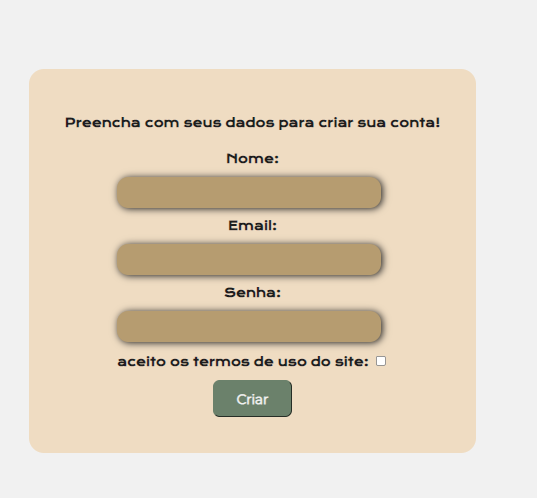 Preencha com seus dados para criar sua conta!
Nome:
Email:
Senha:
aceito os termos de uso do site:
Criar